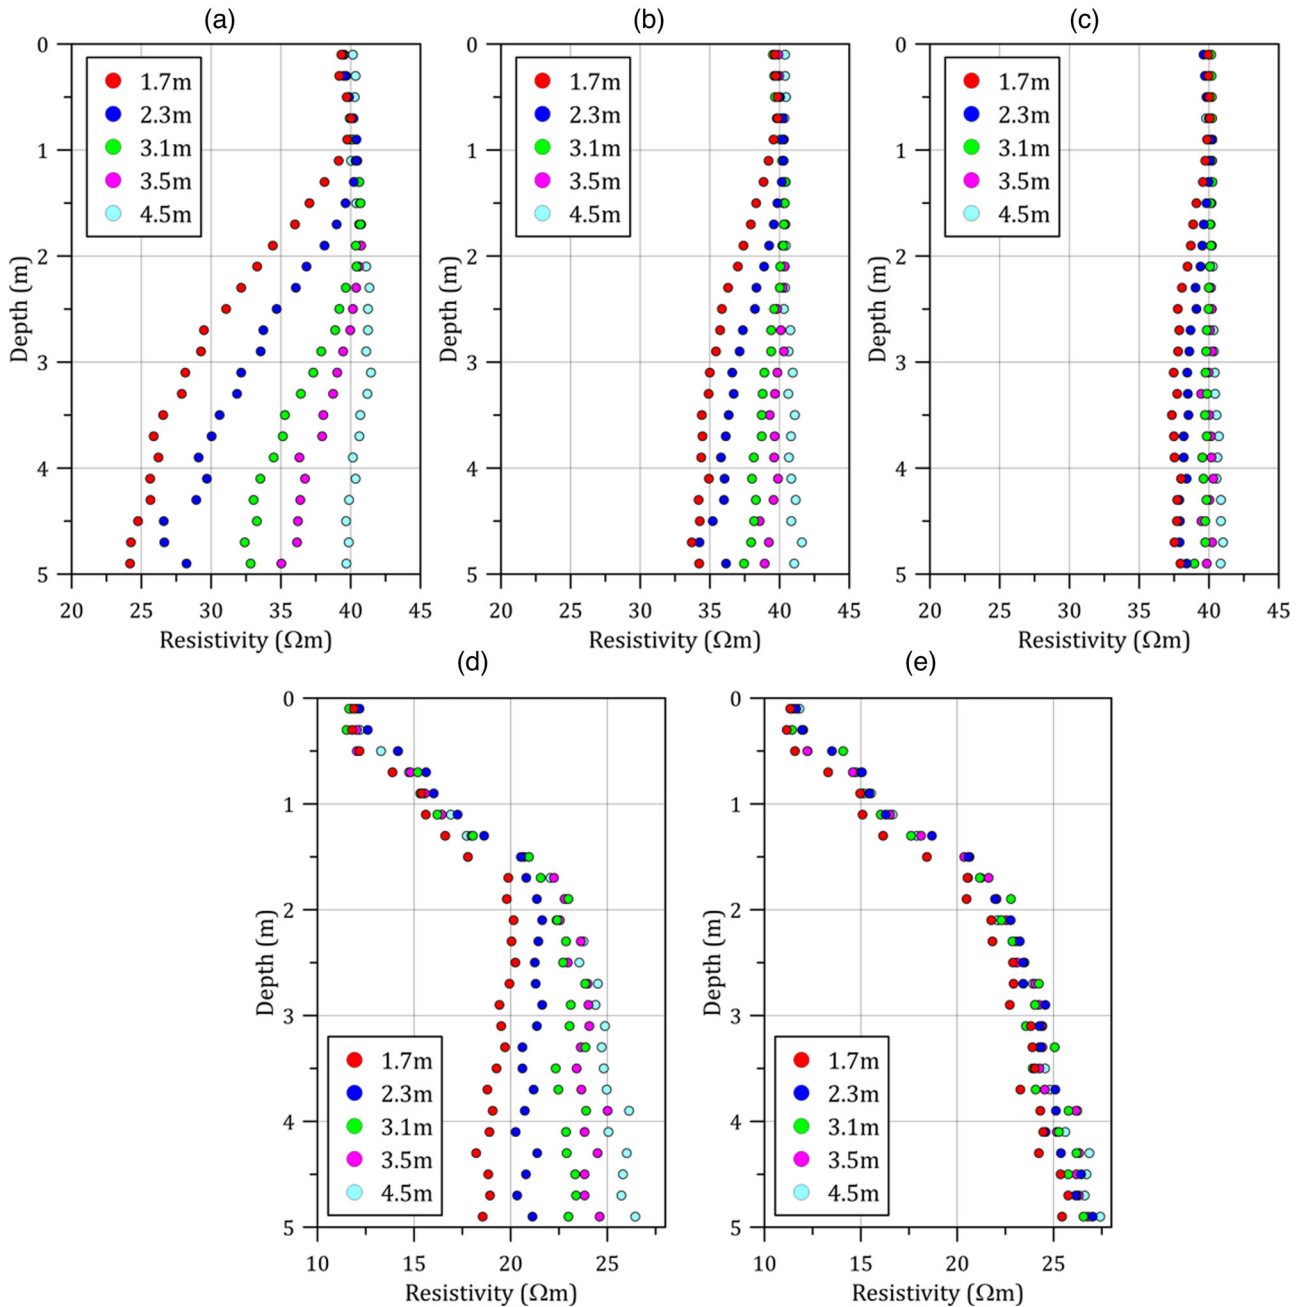 (a)
(b)
(c)
0
1
2
3
4
5
Depth (m)
1.7m
2.3m
3.1m
3.5m
4.5m
20 25 30 35 40 45
Resistivity (Ωm)
0
1
2
3
4
5
Depth (m)
1.7m
2.3m
3.1m
3.5m
4.5m
20 25 30 35 40 45
Resistivity (Ωm)
0
1
2
3
4
5
Depth (m)
1.7m
2.3m
3.1m
3.5m
4.5m
20 25 30 35 40 45
Resistivity (Ωm)
(d)
(e)
0
1
2
3
4
5
Depth (m)
1.7m
2.3m
3.1m
3.5m
4.5m
10 15 20 25
Resistivity (Ωm)
0
1
2
3
4
5
Depth (m)
1.7m
2.3m
3.1m
3.5m
4.5m
10 15 20 25
Resistivity (Ωm)